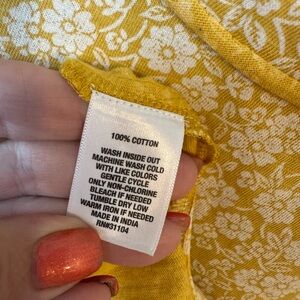 100% COTTON
WASH INSIDE OUT
MACHINE WASH COLD
WITH LIKE COLORS
GENTLE CYCLE
ONLY NON-CHLORINE
BLEACH IF NEEDED
TUMBLE DRY LOW
WARM IRON IF NEEDED
MADE IN INDIA
RN#31104